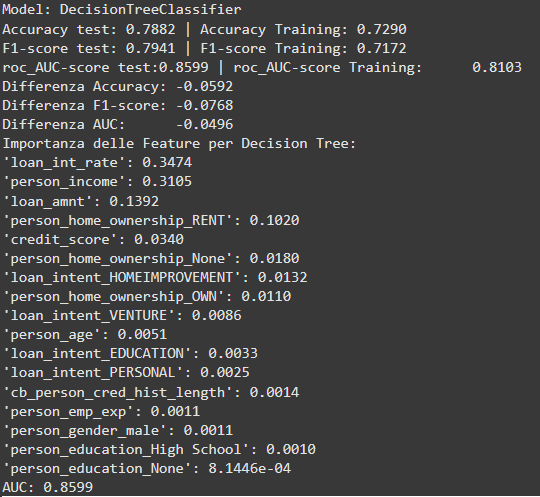 Model: DecisionTreeClassifier
Accuracy test: 0.7882 | Accuracy Training: 0.7290
F1-score test: 0.7941 | F1-score Training: 0.7172
roc_AUC-score test:0.8599 | roc_AUC-score Training:      0.8103
Differenza Accuracy: -0.0592
Differenza F1-score: -0.0768
Differenza AUC:      -0.0496
Importanza delle Feature per Decision Tree:
'loan_int_rate': 0.3474
'person_income': 0.3105
'loan_amnt': 0.1392
'person_home_ownership_RENT': 0.1020
'credit_score': 0.0340
'person_home_ownership_None': 0.0180
'loan_intent_HOMEIMPROVEMENT': 0.0132
'person_home_ownership_OWN': 0.0110
'loan_intent_VENTURE': 0.0086
'person_age': 0.0051
'loan_intent_EDUCATION': 0.0033
'loan_intent_PERSONAL': 0.0025
'cb_person_cred_hist_length': 0.0014
'person_emp_exp': 0.0011
'person_gender_male': 0.0011
'person_education_High School': 0.0010
'person_education_None': 8.1446e-04
AUC: 0.8599